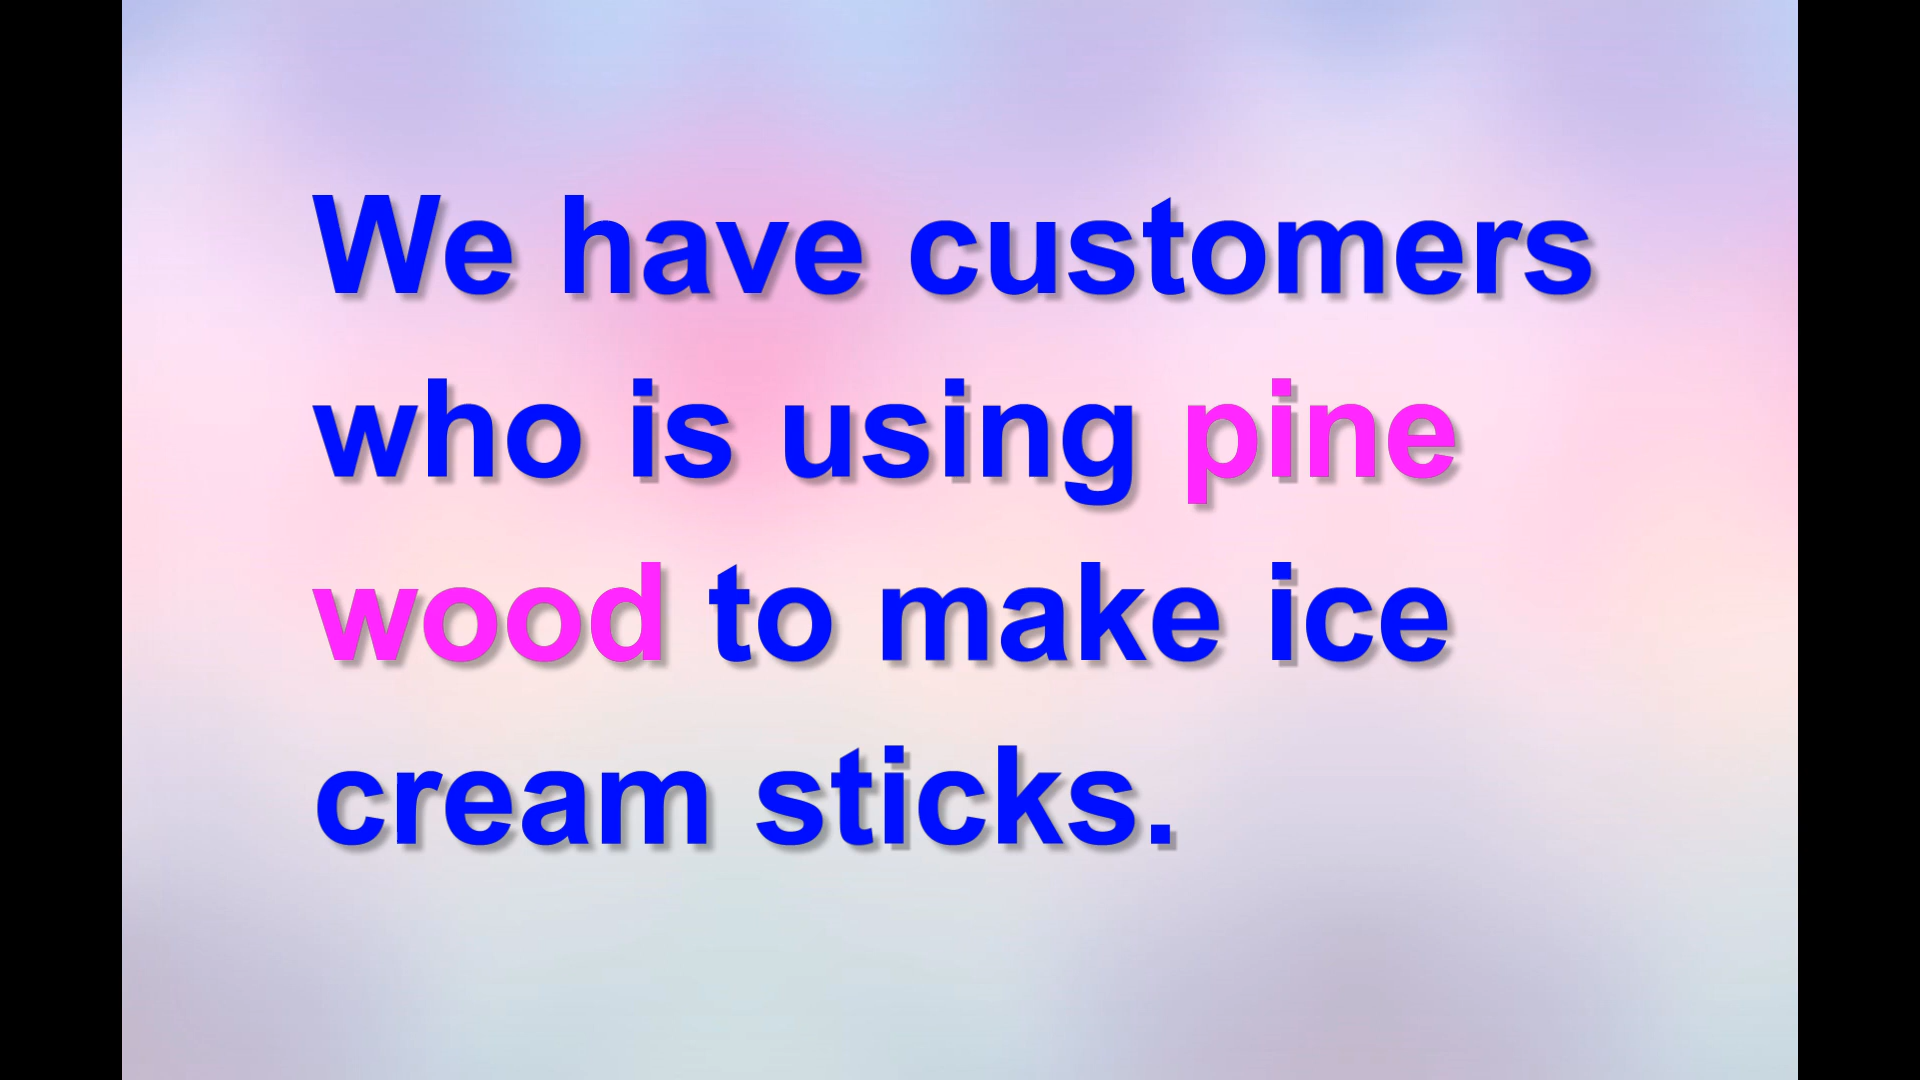 We have customers
who is using pine
wood to make ice
cream sticks.